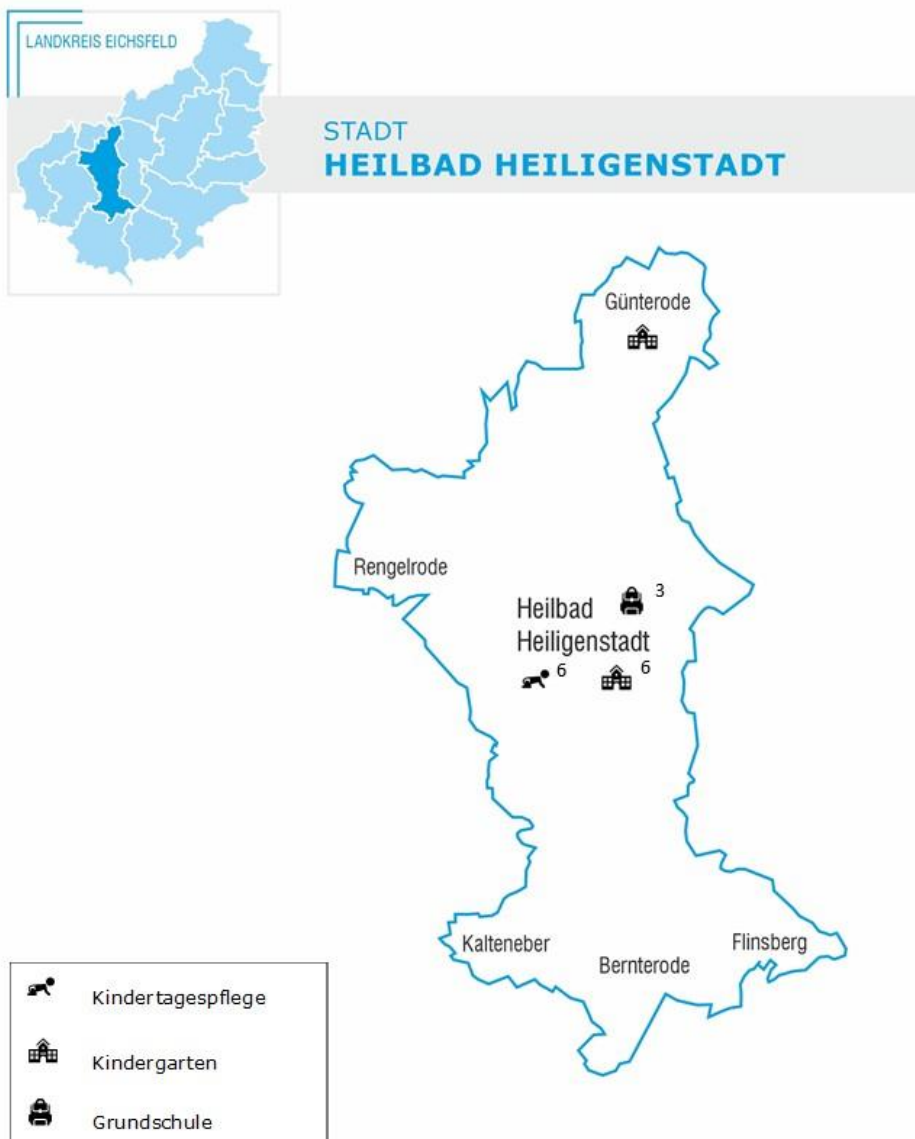 LANDKREIS EICHSFELD
STADT
HEILBAD HEILIGENSTADT
Günterode
Rengelrode
3
Heilbad
Heiligenstadt
6
6
Kalteneber
Bernterode
Flinsberg
Kindertagespflege
Kindergarten
Grundschule